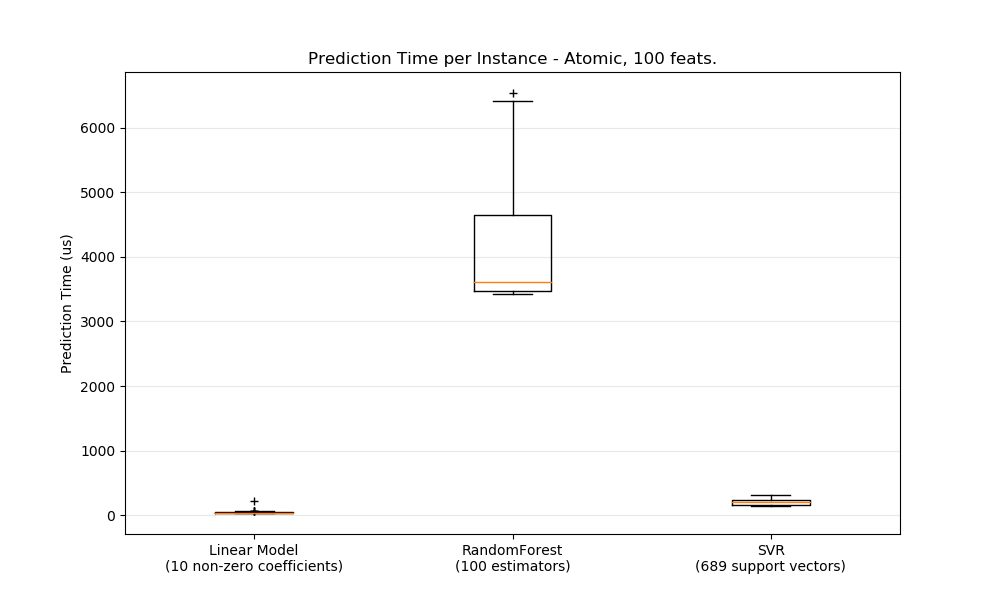 Prediction Time per Instance - Atomic, 100 feats.
Prediction Time (us)
6000
5000
4000
3000
2000
1000
0
Linear Model
(10 non-zero coefficients)
RandomForest
(100 estimators)
SVR
(689 support vectors)